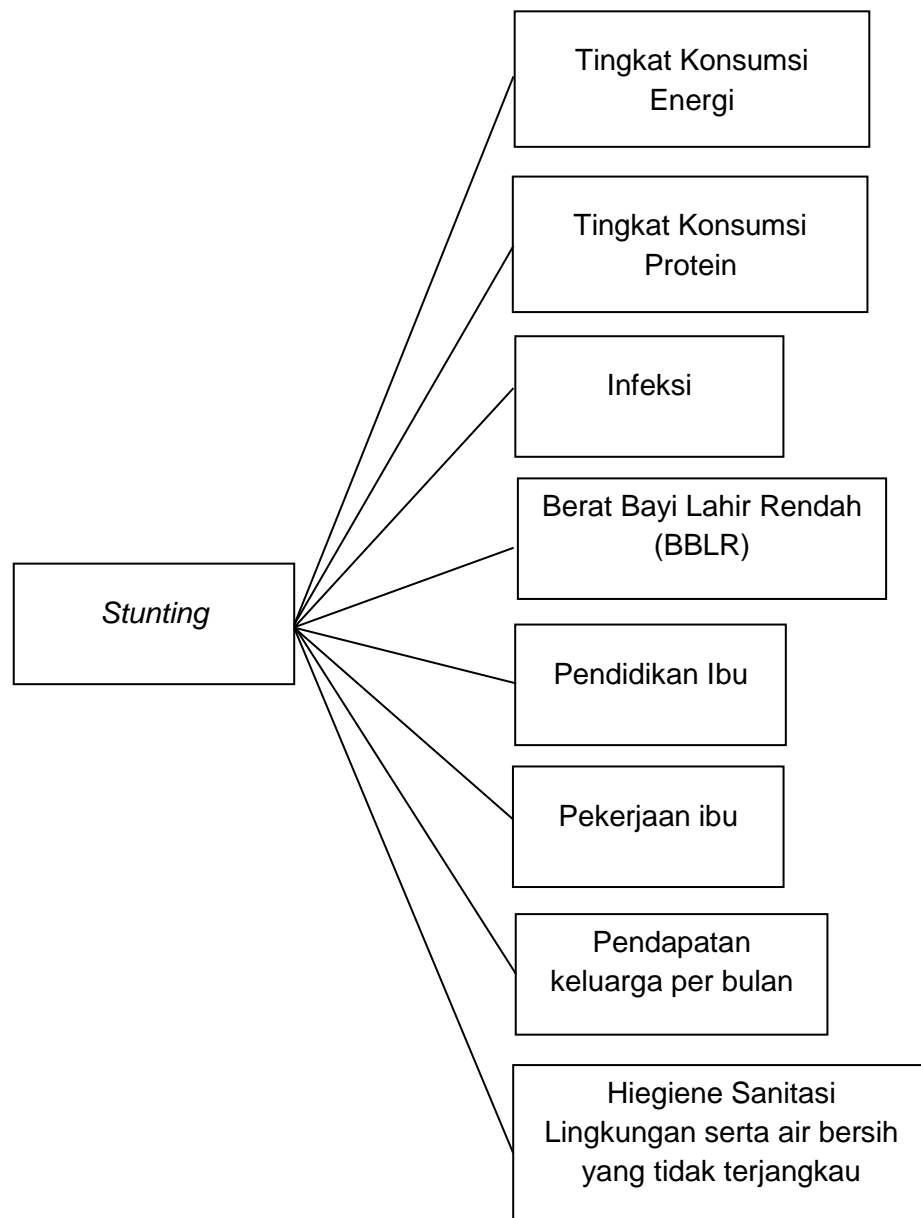 Tingkat Konsumsi
Energi
Tingkat Konsumsi
Protein
Infeksi
Berat Bayi Lahir Rendah
(BBLR)
Stunting
Pendidikan Ibu
Pekerjaan ibu
Pendapatan
keluarga per bulan
Hiegiene Sanitasi
Lingkungan serta air bersih
yang tidak terjangkau